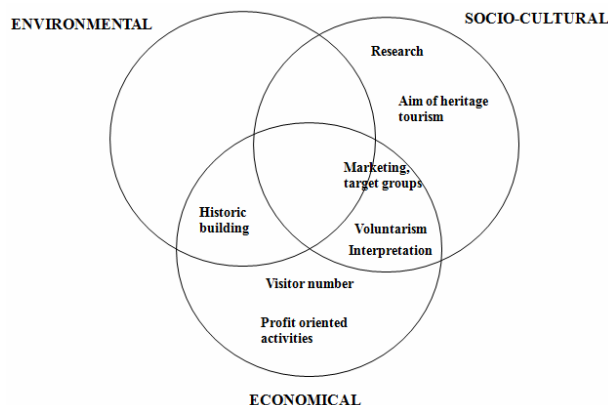 ENVIRONMENTAL
SOCIO-CULTURAL
Research
Aim of heritage
tourism
Marketing,
target groups
Historic
building
Voluntarism
Interpretation
Visitor number
Profit oriented
activities
ECONOMICAL